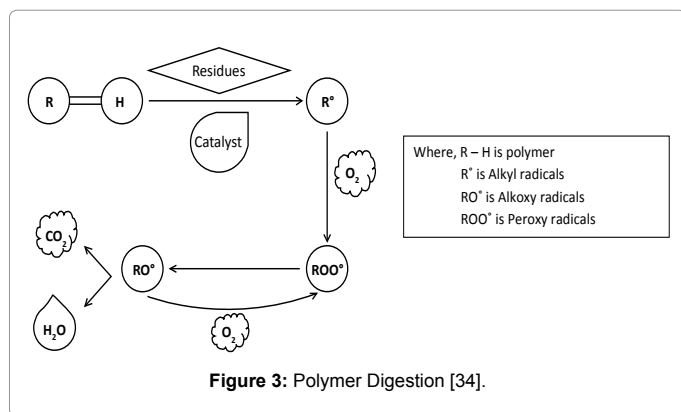 Residues
R H R°
Catalyst
O₂
Where, R – H is polymer
R° is Alkyl radicals
RO° is Alkoxy radicals
ROO° is Peroxy radicals
CO₂
RO° ROO°
H₂O
O₂
Figure 3: Polymer Digestion [34].